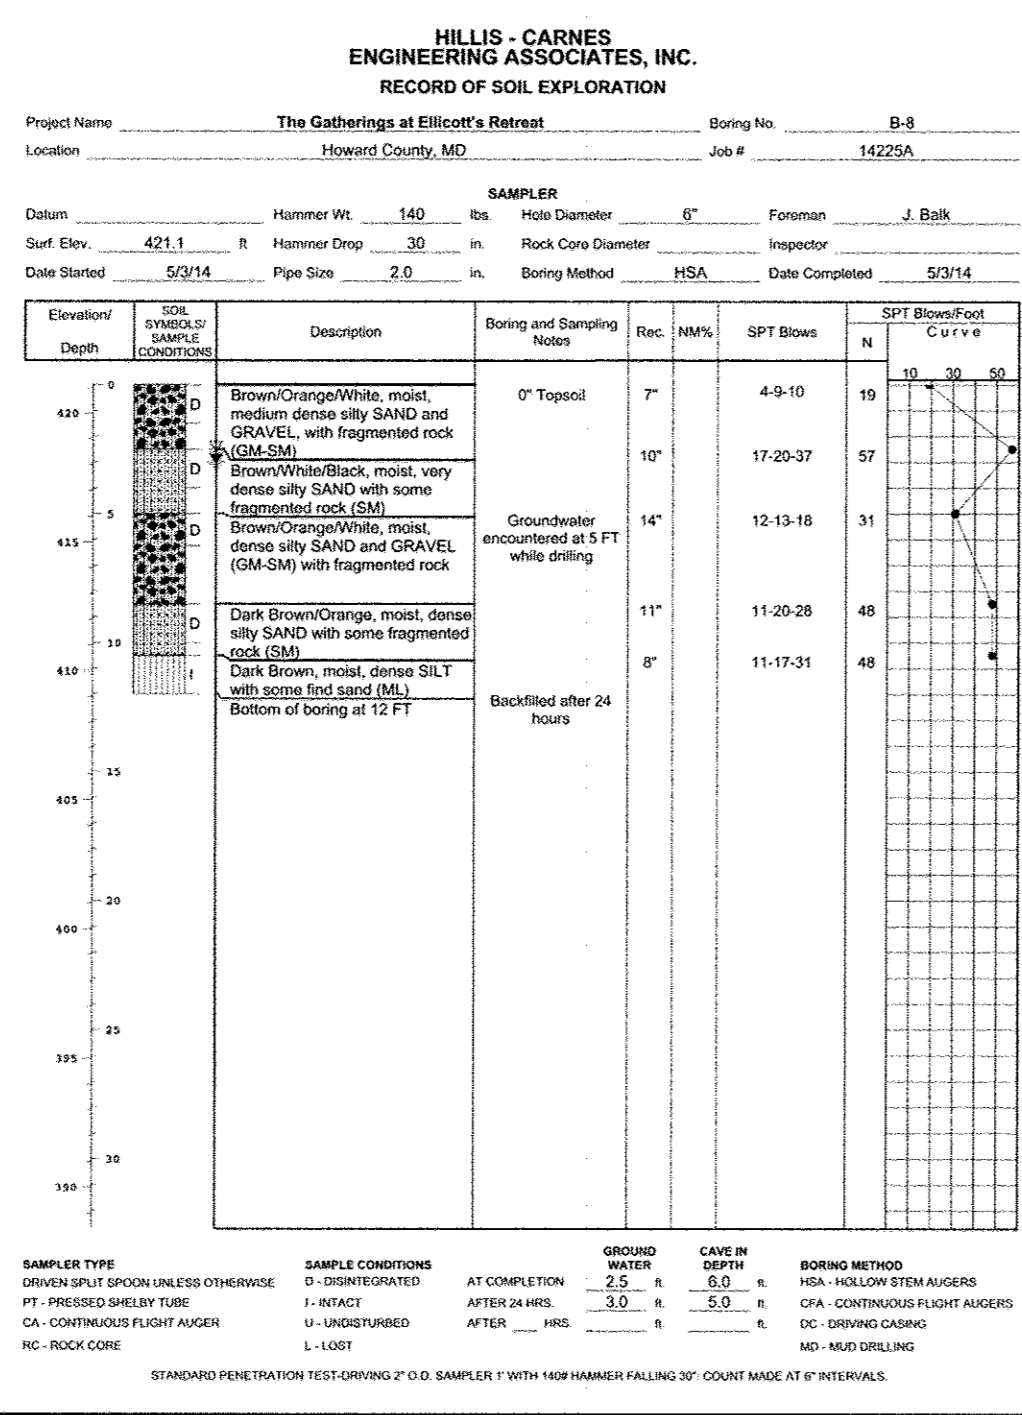 HILLIS - CARNES
ENGINEERING ASSOCIATES, INC.
RECORD OF SOIL EXPLORATION
Project Name The Gatherings at Ellicott's Retreat Boring No. B-8
Location Howard County, MD Job # 14225A
SAMPLER
Datum Hammer Wt. 140 lbs. Hole Diameter 6" Foreman J. Balk
Surf. Elev. 421.1 ft Hammer Drop 30 in. Rock Core Diameter Inspector
Date Started 5/3/14 Pipe Size 2.0 in. Boring Method HSA Date Completed 5/3/14
Elevation/
Depth
SOIL
SYMBOLS/
SAMPLE
CONDITIONS
Description
Boring and Sampling
Notes
Rec. NM% SPT Blows
SPT Blows/Foot
N
Curve
10 30 50
0
420
D
Brown/Orange/White, moist,
medium dense silty SAND and
GRAVEL, with fragmented rock
(GM-SM)
0" Topsoil
7" 4-9-10 19
D
Brown/White/Black, moist, very
dense silty SAND with some
fragmented rock (SM)
10" 17-20-37 57
5
415
D
Brown/Orange/White, moist,
dense silty SAND and GRAVEL
(GM-SM) with fragmented rock
Groundwater
encountered at 5 FT
while drilling
14" 12-13-18 31
D
Dark Brown/Orange, moist, dense
silty SAND with some fragmented
rock (SM)
11" 11-20-28 48
10
410
I
Dark Brown, moist, dense SILT
with some find sand (ML)
8" 11-17-31 48
Bottom of boring at 12 FT
Backfilled after 24
hours
15
405
20
400
25
395
30
390
GROUND
WATER
CAVE IN
DEPTH
SAMPLER TYPE SAMPLE CONDITIONS BORING METHOD
DRIVEN SPLIT SPOON UNLESS OTHERWISE D - DISINTEGRATED AT COMPLETION 2.5 ft. 6.0 ft. HSA - HOLLOW STEM AUGERS
PT - PRESSED SHELBY TUBE I - INTACT AFTER 24 HRS. 3.0 ft. 5.0 ft. CFA - CONTINUOUS FLIGHT AUGERS
CA - CONTINUOUS FLIGHT AUGER U - UNDISTURBED AFTER ___ HRS. ft. ft. DC - DRIVING CASING
RC - ROCK CORE L - LOST MD - MUD DRILLING
STANDARD PENETRATION TEST-DRIVING 2" O.D. SAMPLER 1' WITH 140# HAMMER FALLING 30": COUNT MADE AT 6" INTERVALS.